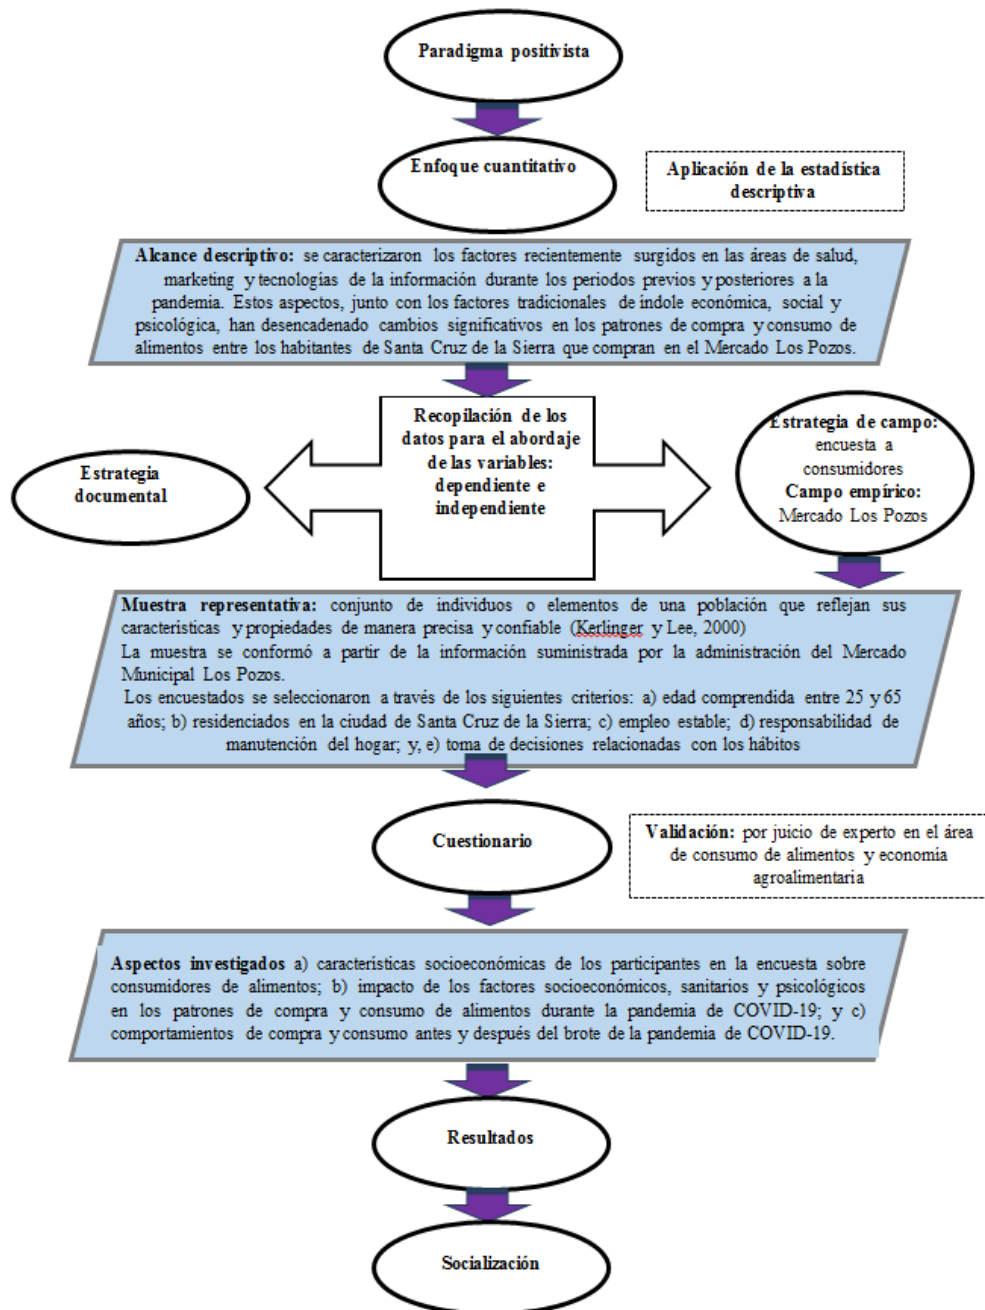 Paradigma positivista
Enfoque cuantitativo
Aplicación de la estadística
descriptiva
Alcance descriptivo: se caracterizaron los factores recientemente surgidos en las áreas de salud,
marketing y tecnologías de la información durante los periodos previos y posteriores a la
pandemia. Estos aspectos, junto con los factores tradicionales de índole económica, social y
psicológica, han desencadenado cambios significativos en los patrones de compra y consumo de
alimentos entre los habitantes de Santa Cruz de la Sierra que compran en el Mercado Los Pozos.
Recopilación de los
datos para el abordaje
de las variables:
dependiente e
independiente
Estrategia
documental
Estrategia de campo:
encuesta a
consumidores
Campo empírico:
Mercado Los Pozos
Muestra representativa: conjunto de individuos o elementos de una población que reflejan sus
características y propiedades de manera precisa y confiable (Kerlinger y Lee, 2000)
La muestra se conformó a partir de la información suministrada por la administración del Mercado
Municipal Los Pozos.
Los encuestados se seleccionaron a través de los siguientes criterios: a) edad comprendida entre 25 y 65
años; b) residenciados en la ciudad de Santa Cruz de la Sierra; c) empleo estable; d) responsabilidad de
manutención del hogar; y, e) toma de decisiones relacionadas con los hábitos
Cuestionario
Validación: por juicio de experto en el área
de consumo de alimentos y economía
agroalimentaria
Aspectos investigados a) características socioeconómicas de los participantes en la encuesta sobre
consumidores de alimentos; b) impacto de los factores socioeconómicos, sanitarios y psicológicos
en los patrones de compra y consumo de alimentos durante la pandemia de COVID-19; y c)
comportamientos de compra y consumo antes y después del brote de la pandemia de COVID-19.
Resultados
Socialización